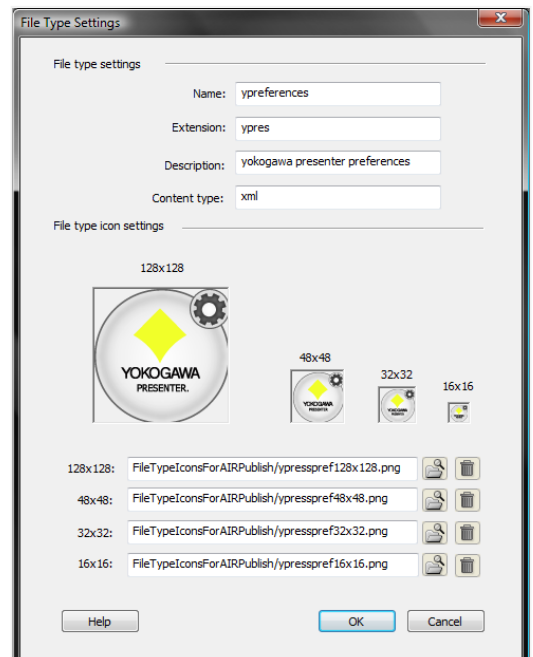 File Type Settings
File type settings
Name: ypreferences
Extension: ypres
Description: yokogawa presenter preferences
Content type: xml
File type icon settings
128x128
YOKOGAWA
PRESENTER.
48x48
YOKOGAWA
PRESENTER
32x32
16x16
128x128: FileTypeIconsForAIRPublish/ypresspref128x128.png
48x48: FileTypeIconsForAIRPublish/ypresspref48x48.png
32x32: FileTypeIconsForAIRPublish/ypresspref32x32.png
16x16: FileTypeIconsForAIRPublish/ypresspref16x16.png
Help OK Cancel